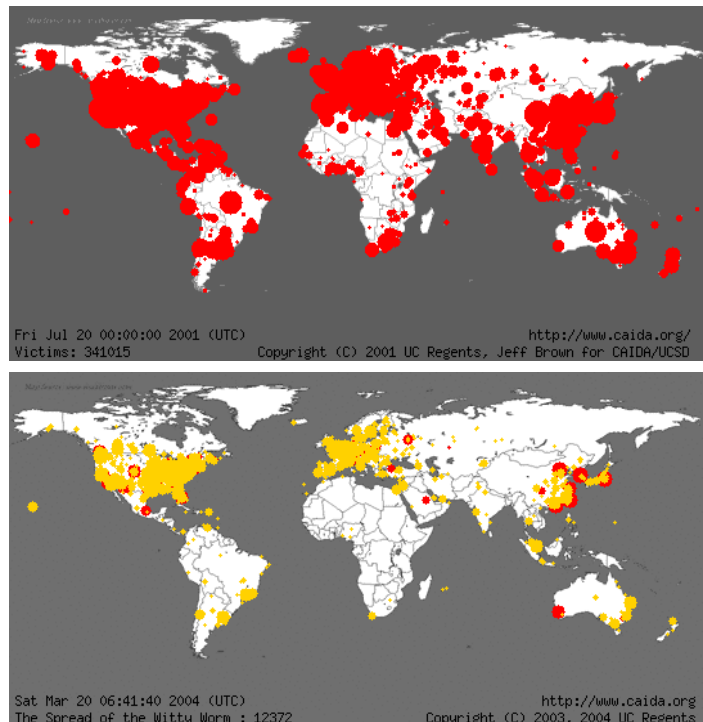 Fri Jul 20 00:00:00 2001 (UTC)
http://www.caida.org/
Victims: 341015
Copyright (C) 2001 UC Regents, Jeff Brown for CAIDA/UCSD
Sat Mar 20 06:41:40 2004 (UTC)
http://www.caida.org
The Spread of the Witty Worm : 12372
Copyright (C) 2003, 2004 UC Regents